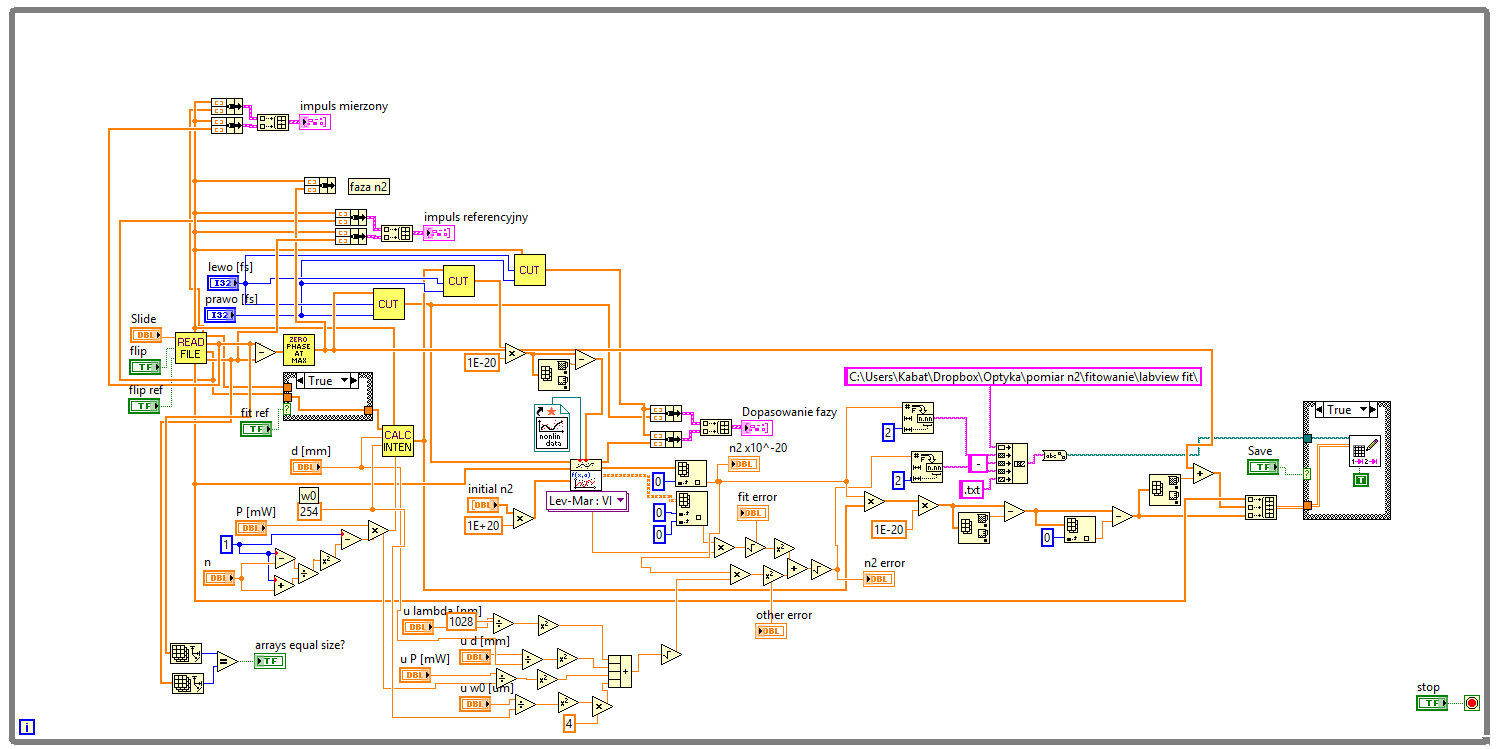 impuls mierzony
faza n2
impuls referencyjny
lewo [fs]
I32
CUT
CUT
prawo [fs]
I32
CUT
Slide
DBL
READ
FILE
ZERO
PHASE
AT
MAX
flip
TF
1E-20
True
C:\Users\Kabat\Dropbox\Optyka\pomiar n2\fitowanie\labview fit\
True
flip ref
TF
fit ref
TF
?
nonlin
data
Dopasowanie fazy
CALC
INTEN
2
d [mm]
DBL
n2 x10^-20
DBL
-
Save
TF
?
T
f(x,a)
0
2
.txt
w0
254
initial n2
DBL
Lev-Mar : VI
fit error
DBL
0
0
P [mW]
DBL
1E+20
1E-20
0
1
n
DBL
n2 error
DBL
u lambda [nm]
DBL
1028
other error
DBL
u d [mm]
DBL
arrays equal size?
TF
u P [mW]
DBL
u w0 [um]
DBL
4
stop
TF
i